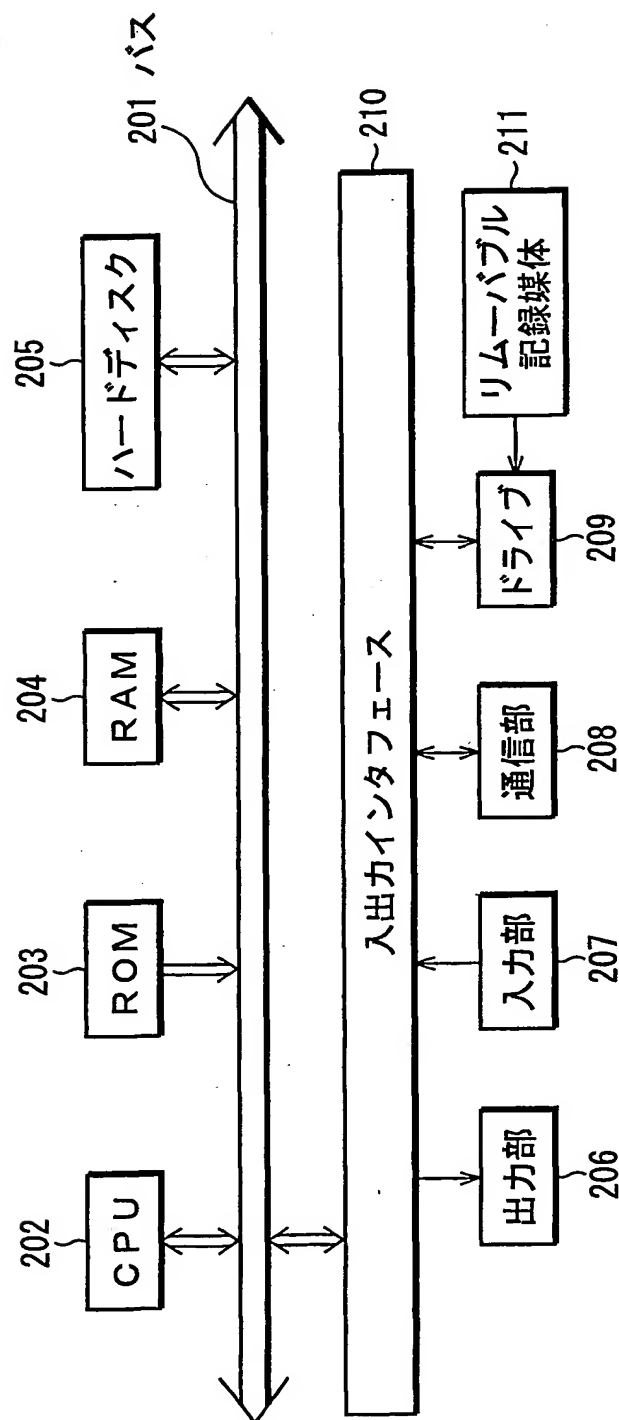 201 バス
202
CPU
203
ROM
204
RAM
205
ハードディスク
210
入出力インタフェース
出力部
206
入力部
207
通信部
208
ドライブ
209
211
リムーバブル
記録媒体